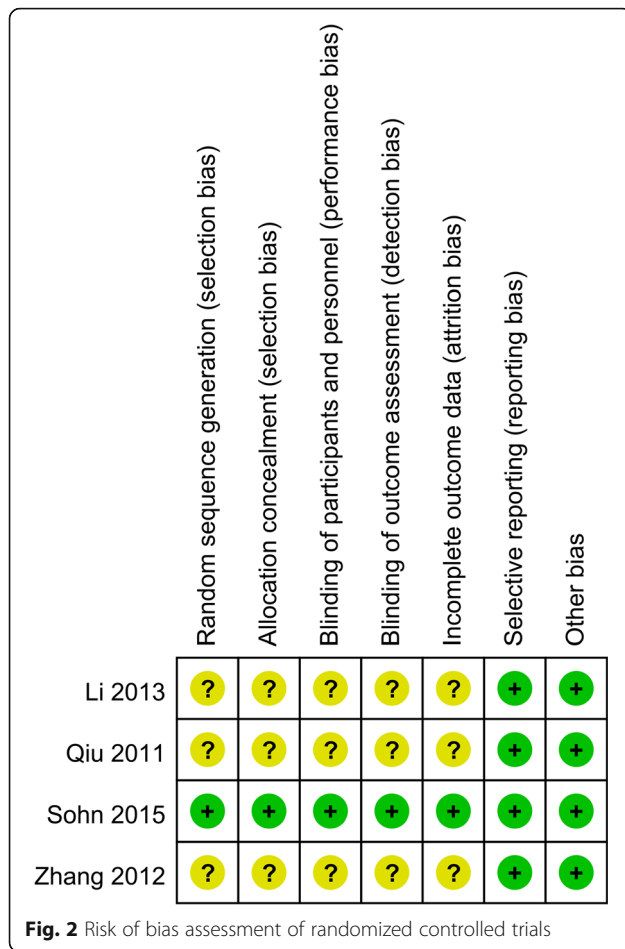 Random sequence generation (selection bias)
Allocation concealment (selection bias)
Blinding of participants and personnel (performance bias)
Blinding of outcome assessment (detection bias)
Incomplete outcome data (attrition bias)
Selective reporting (reporting bias)
Other bias
Li 2013 ? ? ? ? ? + +
Qiu 2011 ? ? ? ? ? + +
Sohn 2015 + + + + + + +
Zhang 2012 ? ? ? ? ? + +
Fig. 2 Risk of bias assessment of randomized controlled trials